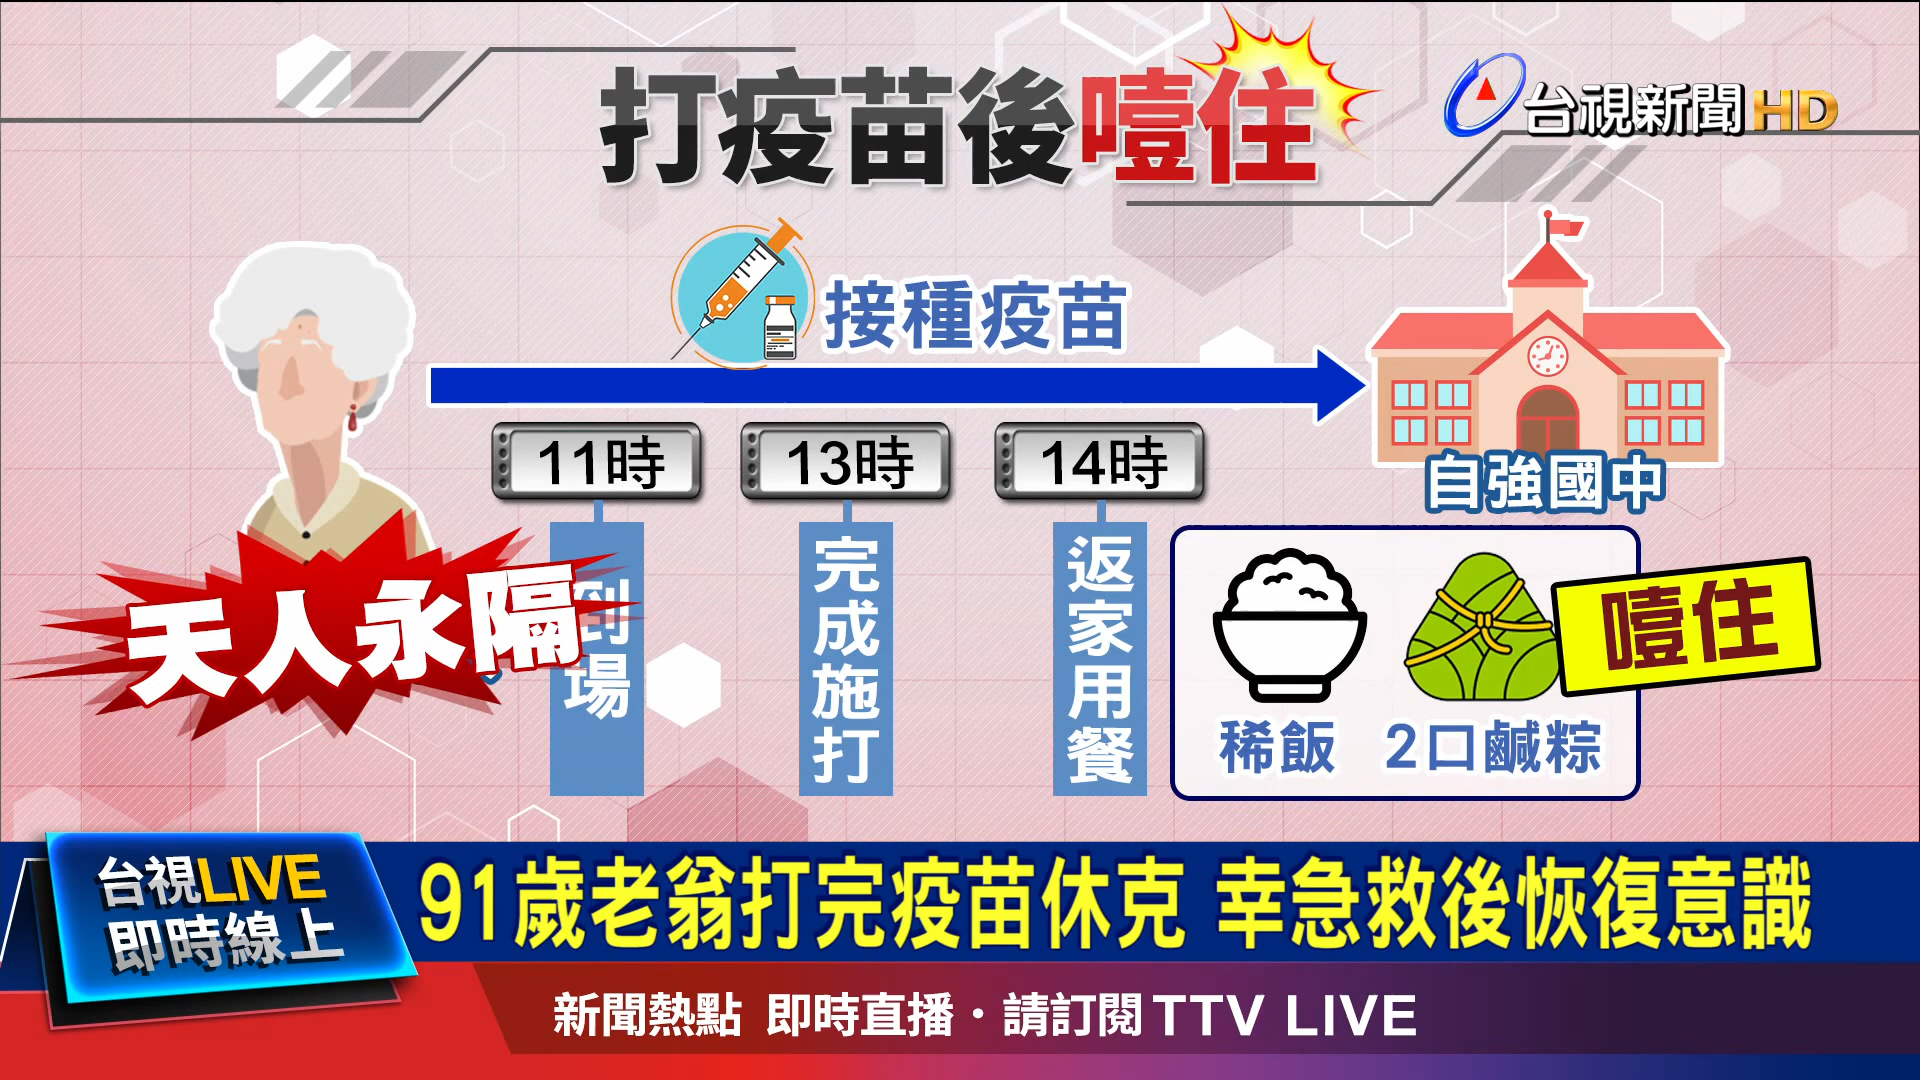 打疫苗後噎住
台視新聞HD
接種疫苗
自強國中
11時
13時
14時
到場
完成施打
返家用餐
天人永隔
噎住
稀飯
2口鹹粽
台視LIVE
即時線上
91歲老翁打完疫苗休克 幸急救後恢復意識
新聞熱點 即時直播・請訂閱TTV LIVE